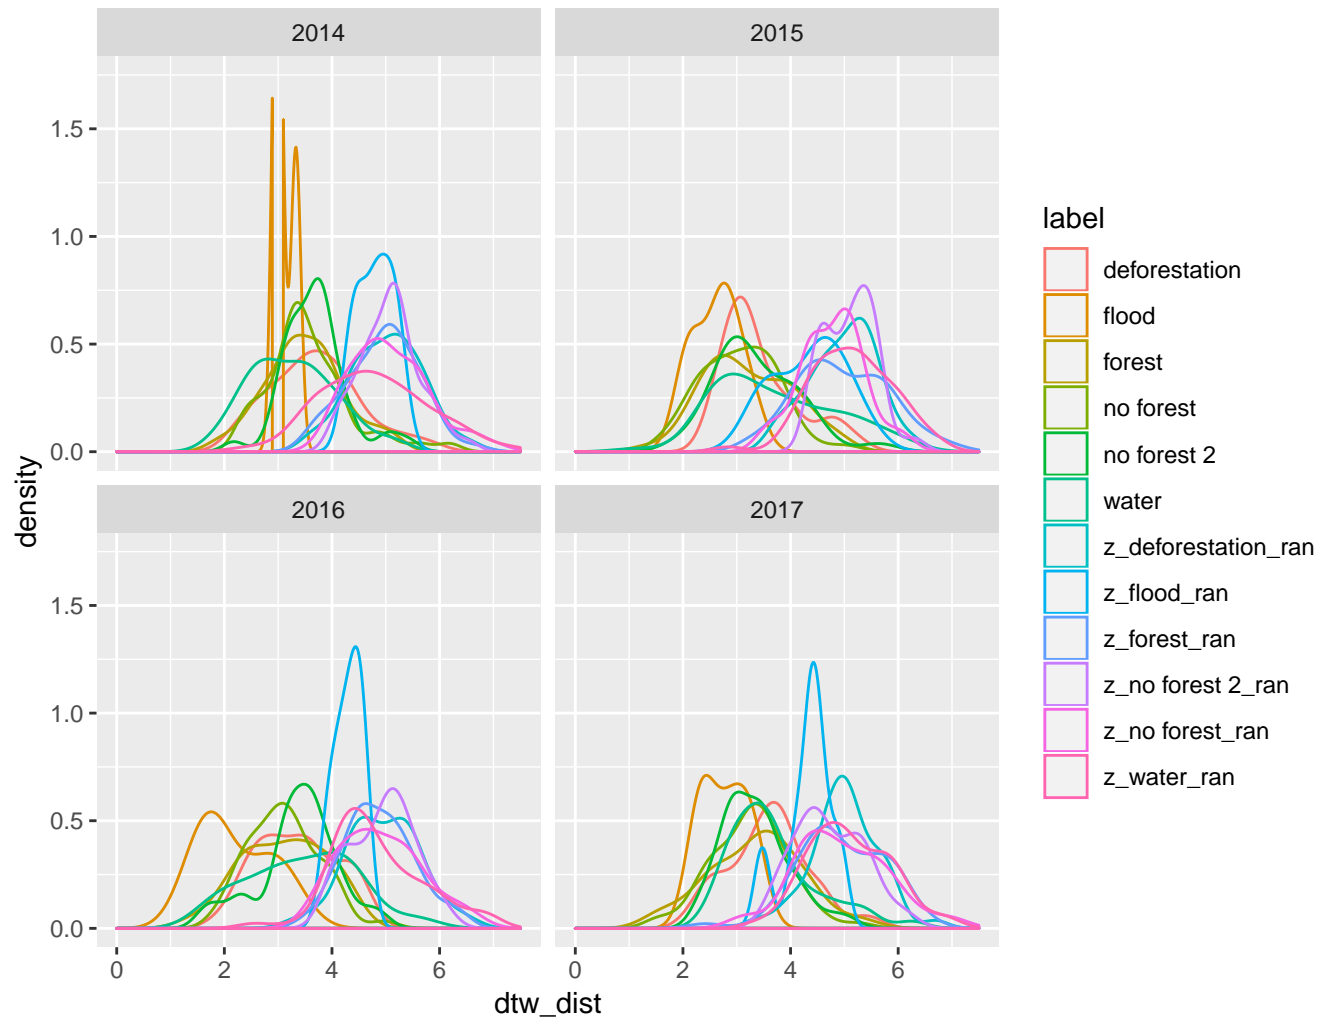 2014
2015
1.5
1.0
0.5
0.0
2016
2017
1.5
1.0
0.5
0.0
0
2
4
6
0
2
4
6
dtw_dist
density
label
deforestation
flood
forest
no forest
no forest 2
water
z_deforestation_ran
z_flood_ran
z_forest_ran
z_no forest 2_ran
z_no forest_ran
z_water_ran